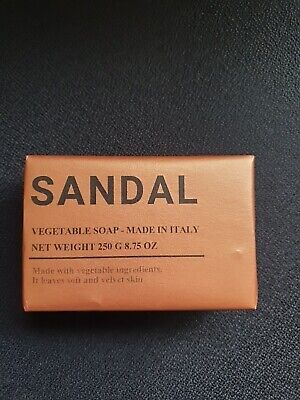 SANDAL
VEGETABLE SOAP - MADE IN ITALY
NET WEIGHT 250 G 8.75 OZ
Made with vegetable ingredients.
It leaves soft and velvet skin